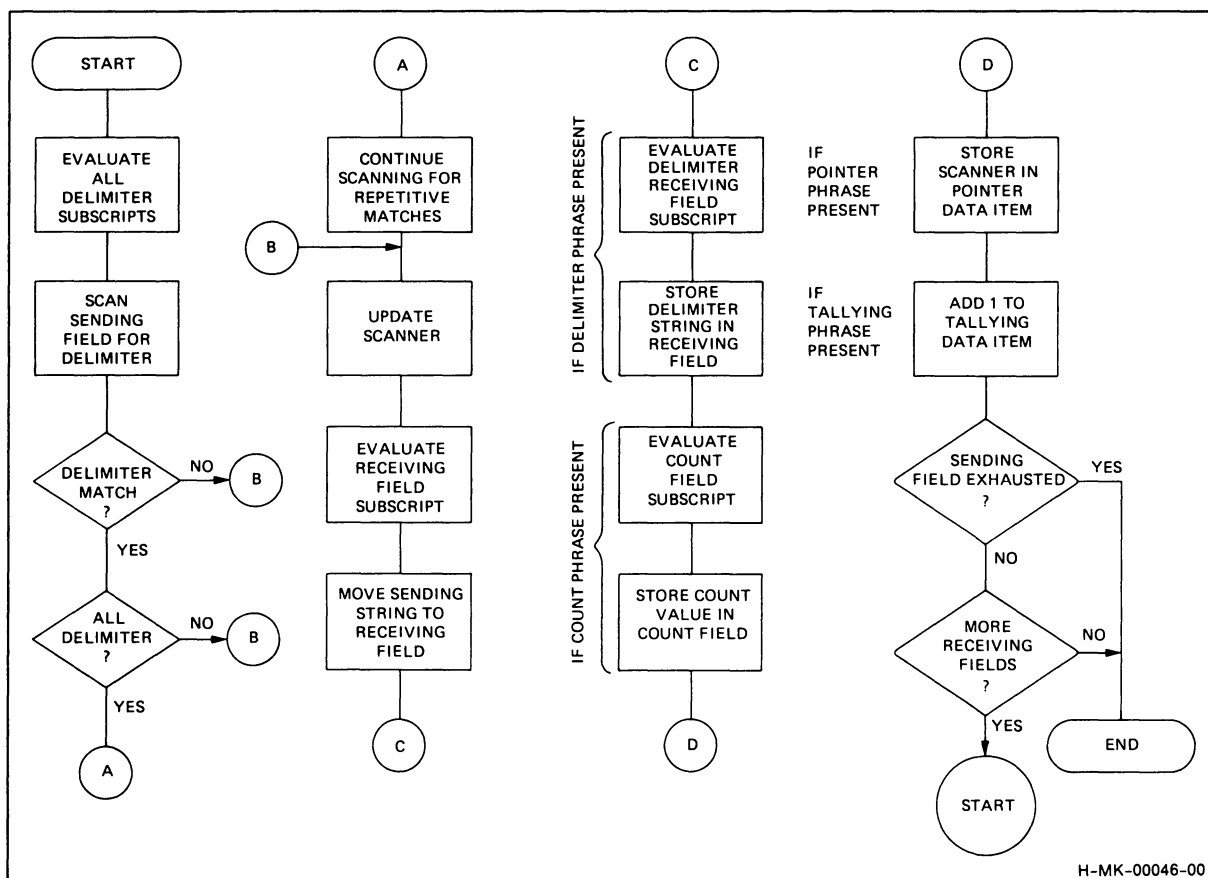 START
EVALUATE
ALL
DELIMITER
SUBSCRIPTS
SCAN
SENDING
FIELD FOR
DELIMITER
DELIMITER
MATCH
?
NO
B
YES
ALL
DELIMITER
?
NO
B
YES
A
A
CONTINUE
SCANNING FOR
REPETITIVE
MATCHES
B
UPDATE
SCANNER
EVALUATE
RECEIVING
FIELD
SUBSCRIPT
MOVE SENDING
STRING TO
RECEIVING
FIELD
C
C
IF DELIMITER PHRASE PRESENT
EVALUATE
DELIMITER
RECEIVING
FIELD
SUBSCRIPT
STORE
DELIMITER
STRING IN
RECEIVING
FIELD
IF COUNT PHRASE PRESENT
EVALUATE
COUNT
FIELD
SUBSCRIPT
STORE COUNT
VALUE IN
COUNT FIELD
D
D
IF
POINTER
PHRASE
PRESENT
STORE
SCANNER IN
POINTER
DATA ITEM
IF
TALLYING
PHRASE
PRESENT
ADD 1 TO
TALLYING
DATA ITEM
SENDING
FIELD EXHAUSTED
?
YES
NO
MORE
RECEIVING
FIELDS
?
NO
YES
END
START
H-MK-00046-00